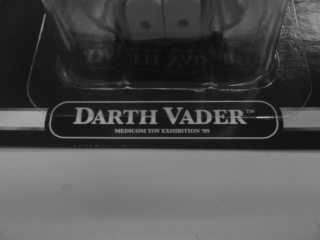 DARTH VADER™
MEDICOM TOY EXHIBITION '09